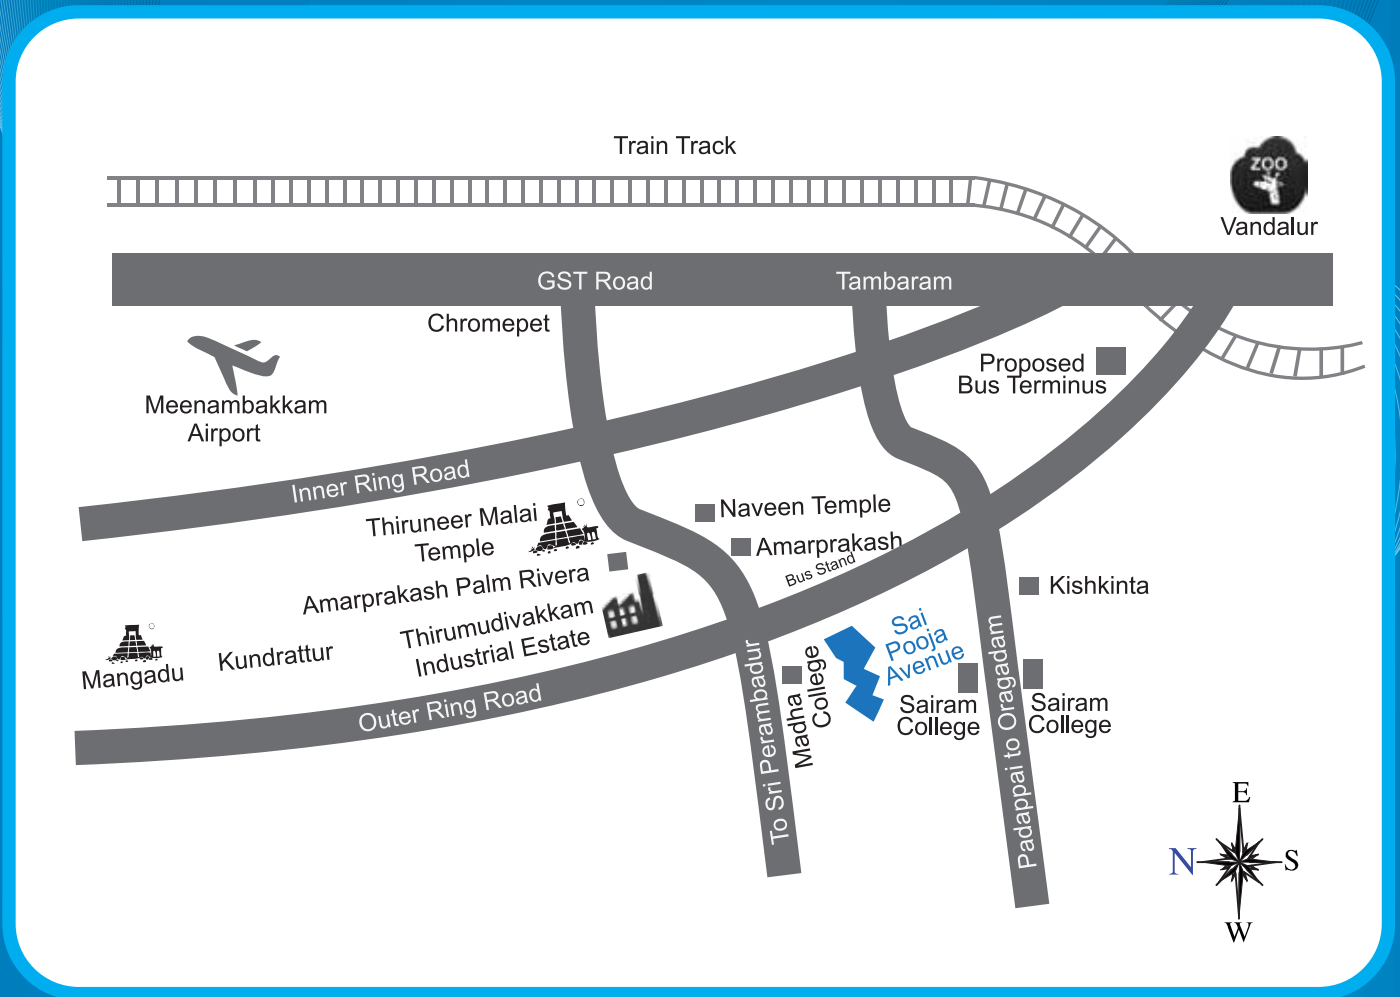 Train Track
ZOO
Vandalur
GST Road
Tambaram
Chromepet
Meenambakkam
Airport
Proposed
Bus Terminus
Inner Ring Road
Thiruneer Malai
Temple
Naveen Temple
Amarprakash
Bus Stand
Amarprakash Palm Rivera
Kishkinta
Thirumudivakkam
Industrial Estate
Mangadu
Kundrattur
Outer Ring Road
Sai
Pooja
Avenue
Madha
College
Sairam
College
Sairam
College
To Sri Perambadur
Padappai to Oragadam
E
N
S
W